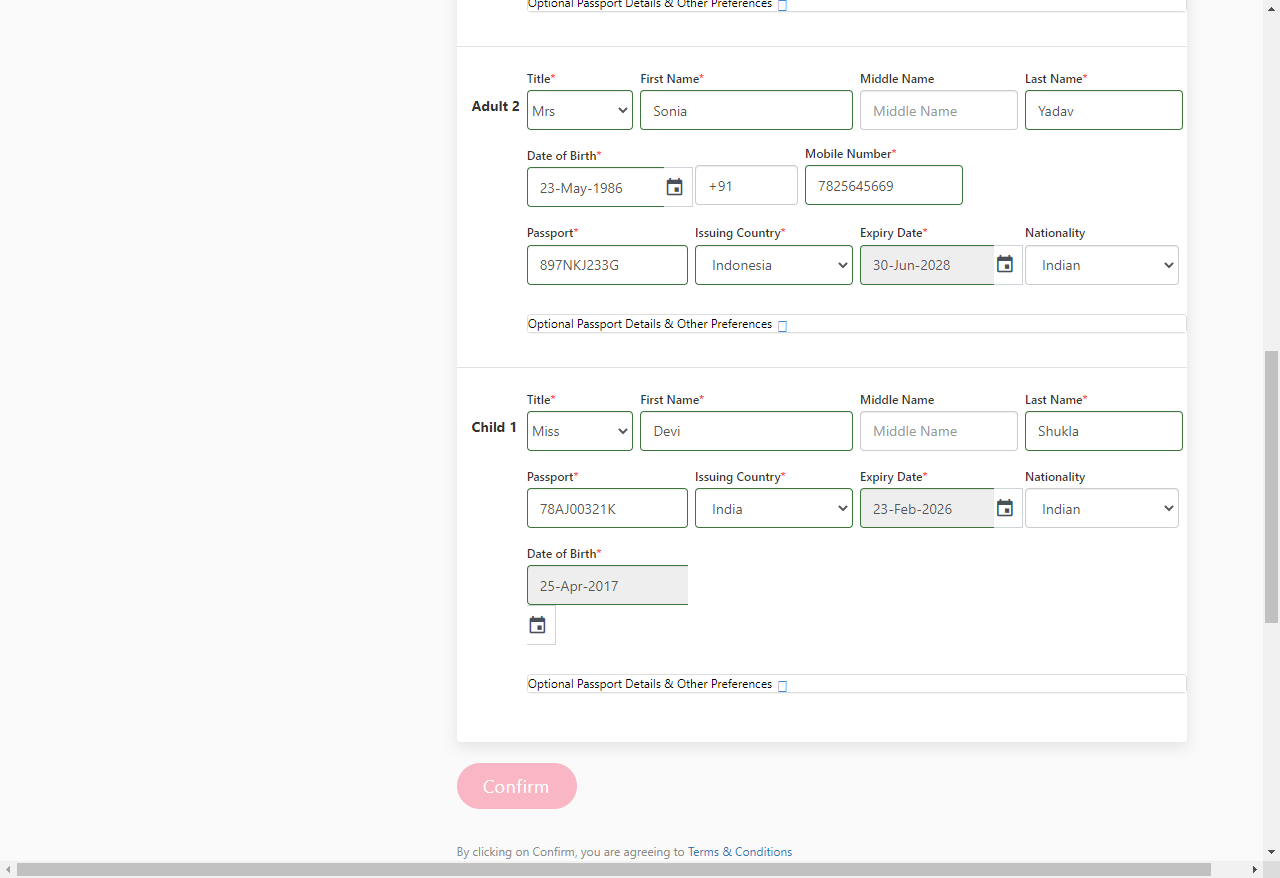 Optional Passport Details & Other Preferences
Title* First Name* Middle Name Last Name*
Adult 2 Mrs Sonia Middle Name Yadav
Date of Birth* Mobile Number*
23-May-1986 +91 7825645669
Passport* Issuing Country* Expiry Date* Nationality
897NKJ233G Indonesia 30-Jun-2028 Indian
Optional Passport Details & Other Preferences
Title* First Name* Middle Name Last Name*
Child 1 Miss Devi Middle Name Shukla
Passport* Issuing Country* Expiry Date* Nationality
78AJ00321K India 23-Feb-2026 Indian
Date of Birth*
25-Apr-2017
Optional Passport Details & Other Preferences
Confirm
By clicking on Confirm, you are agreeing to Terms & Conditions